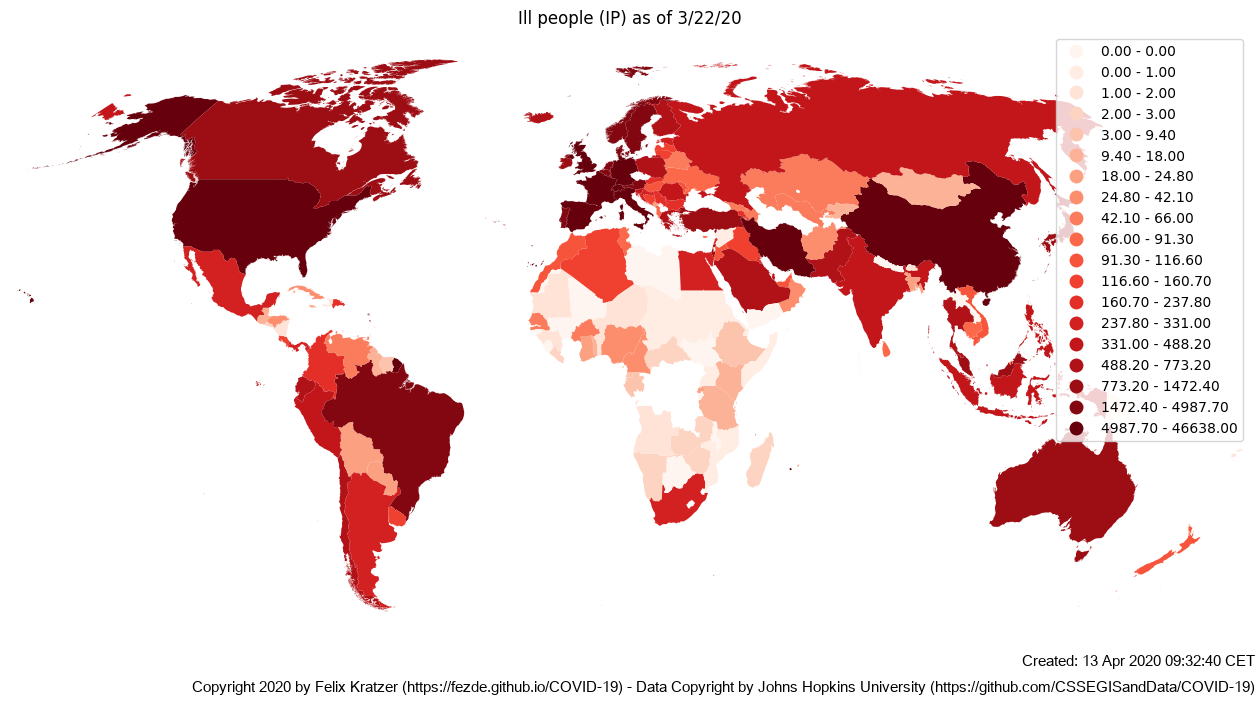 Ill people (IP) as of 3/22/20
0.00 - 0.00
0.00 - 1.00
1.00 - 2.00
2.00 - 3.00
3.00 - 9.40
9.40 - 18.00
18.00 - 24.80
24.80 - 42.10
42.10 - 66.00
66.00 - 91.30
91.30 - 116.60
116.60 - 160.70
160.70 - 237.80
237.80 - 331.00
331.00 - 488.20
488.20 - 773.20
773.20 - 1472.40
1472.40 - 4987.70
4987.70 - 46638.00
Created: 13 Apr 2020 09:32:40 CET
Copyright 2020 by Felix Kratzer (https://fezde.github.io/COVID-19) - Data Copyright by Johns Hopkins University (https://github.com/CSSEGISandData/COVID-19)